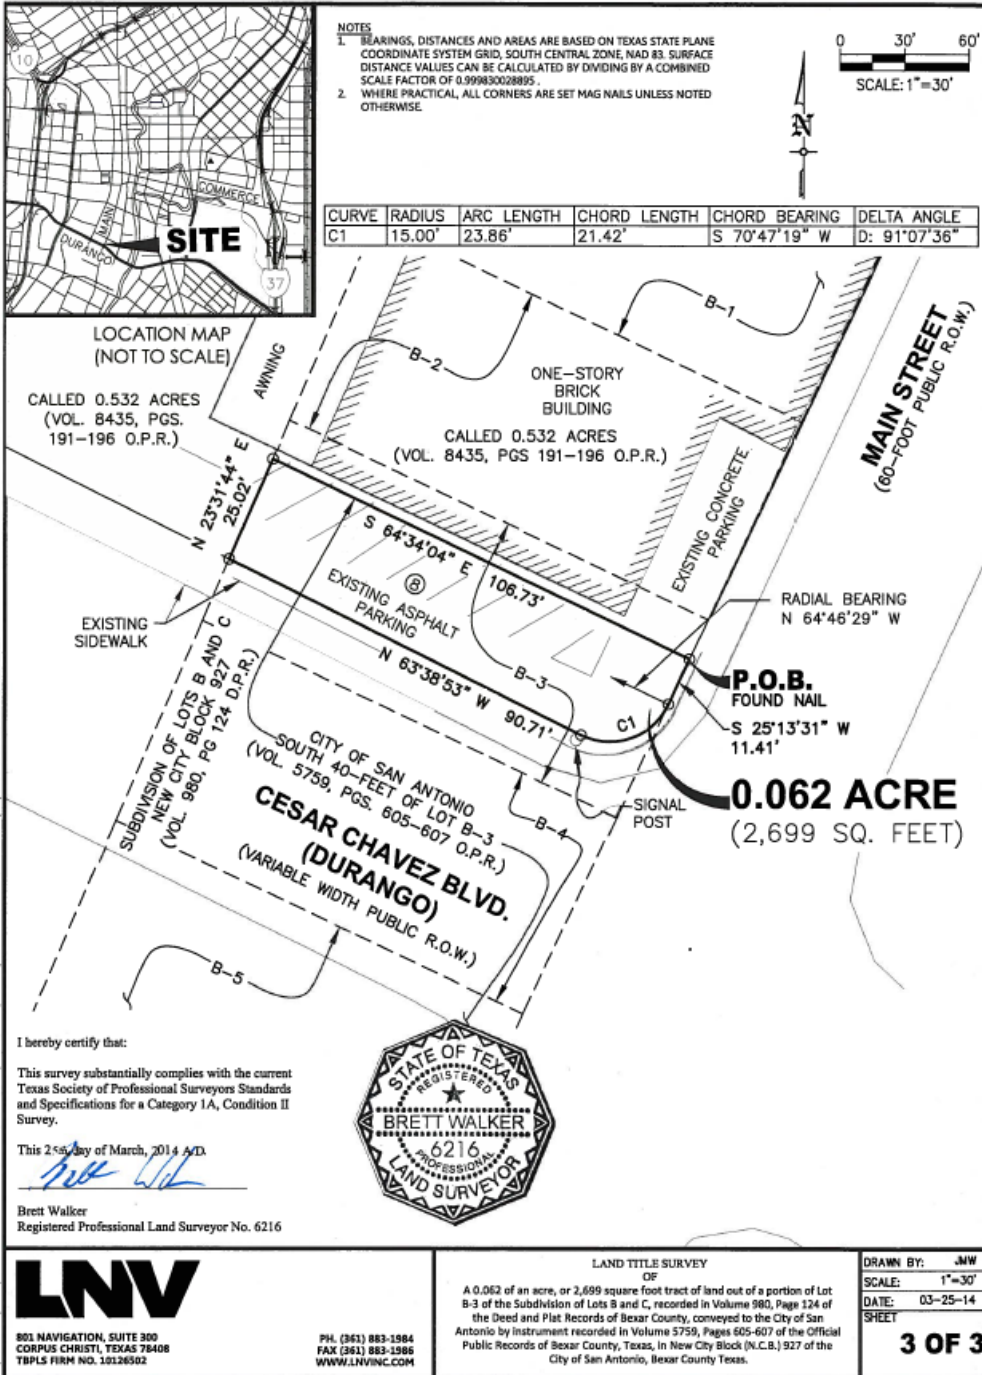 NOTES
1. BEARINGS, DISTANCES AND AREAS ARE BASED ON TEXAS STATE PLANE
COORDINATE SYSTEM GRID, SOUTH CENTRAL ZONE, NAD 83. SURFACE
DISTANCE VALUES CAN BE CALCULATED BY DIVIDING BY A COMBINED
SCALE FACTOR OF 0.999830028895.
2. WHERE PRACTICAL, ALL CORNERS ARE SET MAG NAILS UNLESS NOTED
OTHERWISE.
0 30' 60'
SCALE: 1"=30'
N
10
COMMERCE
MAIN
DURANGO
SITE
37
LOCATION MAP
(NOT TO SCALE)
CURVE RADIUS ARC LENGTH CHORD LENGTH CHORD BEARING DELTA ANGLE
C1 15.00' 23.86' 21.42' S 70°47'19" W D: 91°07'36"
B-1
B-2
AWNING
ONE-STORY
BRICK
BUILDING
CALLED 0.532 ACRES
(VOL. 8435, PGS 191-196 O.P.R.)
CALLED 0.532 ACRES
(VOL. 8435, PGS.
191-196 O.P.R.)
MAIN STREET
(60-FOOT PUBLIC R.O.W.)
EXISTING CONCRETE
PARKING
N 23°31'44" E
25.02'
S 64°34'04" E 106.73'
8
EXISTING ASPHALT
PARKING
RADIAL BEARING
N 64°46'29" W
EXISTING
SIDEWALK
N 63°38'53" W 90.71'
B-3
C1
P.O.B.
FOUND NAIL
S 25°13'31" W
11.41'
0.062 ACRE
(2,699 SQ. FEET)
SIGNAL
POST
SUBDIVISION OF LOTS B AND C
NEW CITY BLOCK 927
(VOL. 980, PG 124 D.P.R.)
CITY OF SAN ANTONIO
SOUTH 40-FEET OF LOT B-3
(VOL. 5759, PGS. 605-607 O.P.R.)
B-4
CESAR CHAVEZ BLVD.
(DURANGO)
(VARIABLE WIDTH PUBLIC R.O.W.)
B-5
I hereby certify that:
This survey substantially complies with the current
Texas Society of Professional Surveyors Standards
and Specifications for a Category 1A, Condition II
Survey.
This 25th day of March, 2014 A.D.
Brett Walker
Registered Professional Land Surveyor No. 6216
STATE OF TEXAS
REGISTERED
BRETT WALKER
6216
PROFESSIONAL
LAND SURVEYOR
LNV
801 NAVIGATION, SUITE 300
CORPUS CHRISTI, TEXAS 78408
TBPLS FIRM NO. 10126502
PH. (361) 883-1984
FAX (361) 883-1986
WWW.LNVINC.COM
LAND TITLE SURVEY
OF
A 0.062 of an acre, or 2,699 square foot tract of land out of a portion of Lot
B-3 of the Subdivision of Lots B and C, recorded in Volume 980, Page 124 of
the Deed and Plat Records of Bexar County, conveyed to the City of San
Antonio by instrument recorded in Volume 5759, Pages 605-607 of the Official
Public Records of Bexar County, Texas, in New City Block (N.C.B.) 927 of the
City of San Antonio, Bexar County Texas.
DRAWN BY: JMW
SCALE: 1"=30'
DATE: 03-25-14
SHEET
3 OF 3